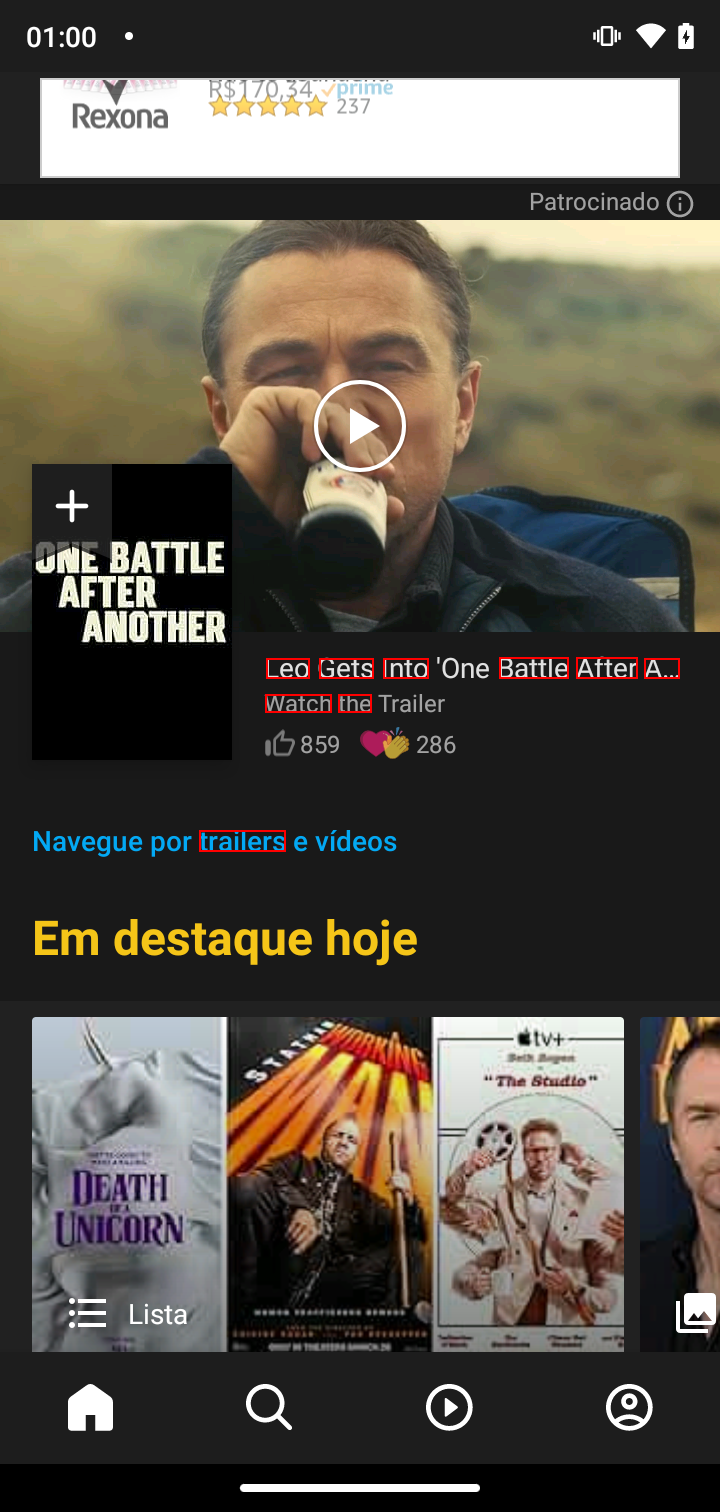 01:00
R$170,34 prime
Rexona
237
Patrocinado
ONE BATTLE
AFTER
ANOTHER
Leo Gets Into 'One Battle After A...
Watch the Trailer
859 286
Navegue por trailers e vídeos
Em destaque hoje
tv+
STATHAM
WORKING
MAN
Seth Rogen
"The Studio"
DEATH
OF A
UNICORN
Lista